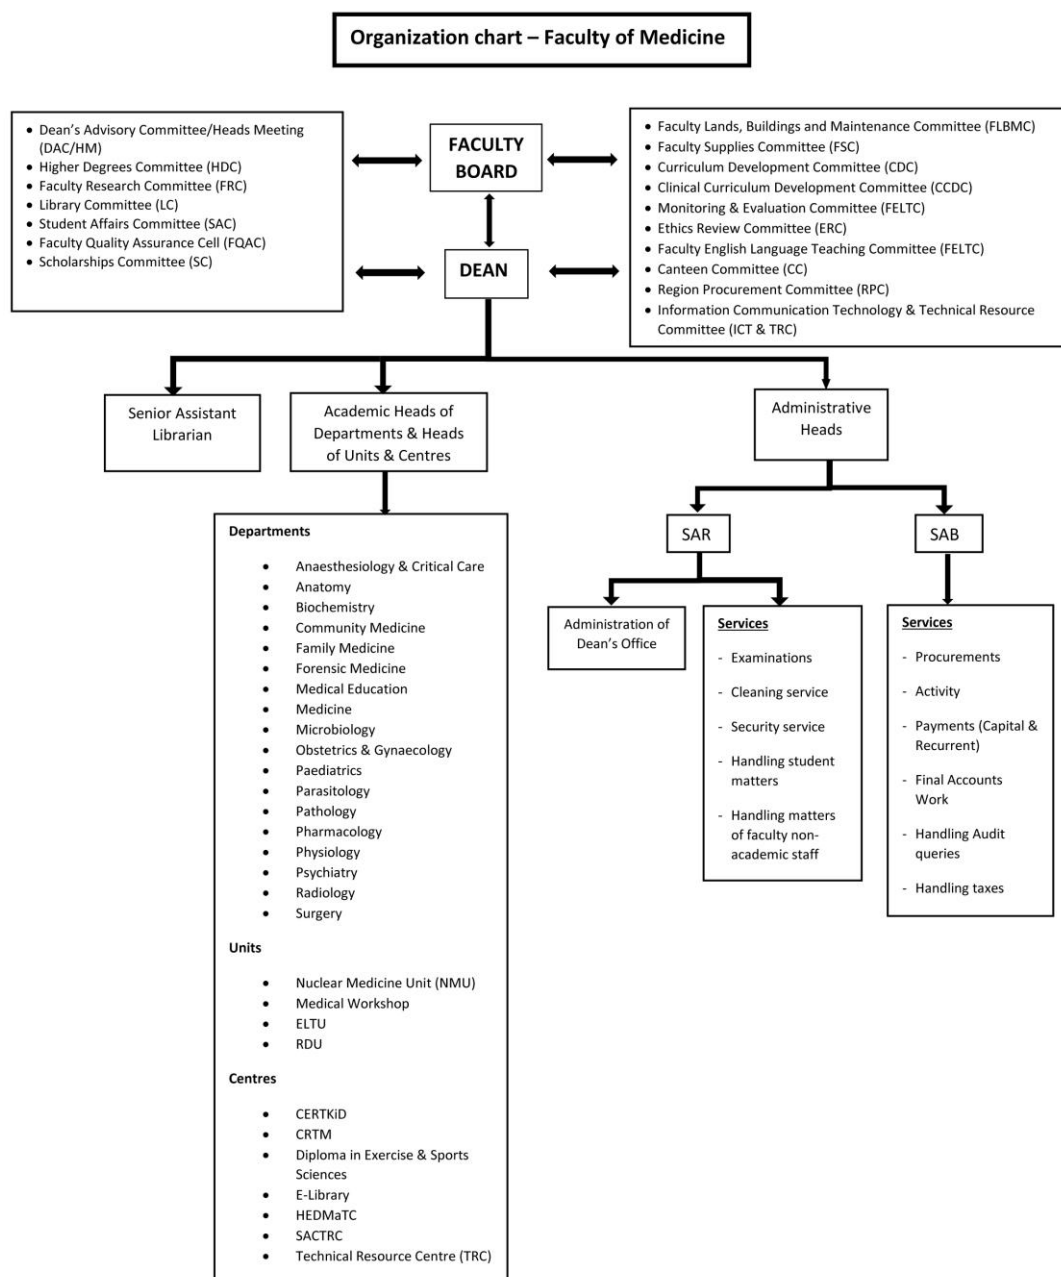 Organization chart – Faculty of Medicine
• Dean's Advisory Committee/Heads Meeting
(DAC/HM)
• Higher Degrees Committee (HDC)
• Faculty Research Committee (FRC)
• Library Committee (LC)
• Student Affairs Committee (SAC)
• Faculty Quality Assurance Cell (FQAC)
• Scholarships Committee (SC)
FACULTY
BOARD
DEAN
• Faculty Lands, Buildings and Maintenance Committee (FLBMC)
• Faculty Supplies Committee (FSC)
• Curriculum Development Committee (CDC)
• Clinical Curriculum Development Committee (CCDC)
• Monitoring & Evaluation Committee (FELTC)
• Ethics Review Committee (ERC)
• Faculty English Language Teaching Committee (FELTC)
• Canteen Committee (CC)
• Region Procurement Committee (RPC)
• Information Communication Technology & Technical Resource
Committee (ICT & TRC)
Senior Assistant
Librarian
Academic Heads of
Departments & Heads
of Units & Centres
Administrative
Heads
Departments
• Anaesthesiology & Critical Care
• Anatomy
• Biochemistry
• Community Medicine
• Family Medicine
• Forensic Medicine
• Medical Education
• Medicine
• Microbiology
• Obstetrics & Gynaecology
• Paediatrics
• Parasitology
• Pathology
• Pharmacology
• Physiology
• Psychiatry
• Radiology
• Surgery
Units
• Nuclear Medicine Unit (NMU)
• Medical Workshop
• ELTU
• RDU
Centres
• CERTKiD
• CRTM
• Diploma in Exercise & Sports
Sciences
• E-Library
• HEDMaTC
• SACTRC
• Technical Resource Centre (TRC)
SAR
SAB
Administration of
Dean's Office
Services
- Examinations
- Cleaning service
- Security service
- Handling student
matters
- Handling matters
of faculty non-
academic staff
Services
- Procurements
- Activity
- Payments (Capital &
Recurrent)
- Final Accounts
Work
- Handling Audit
queries
- Handling taxes